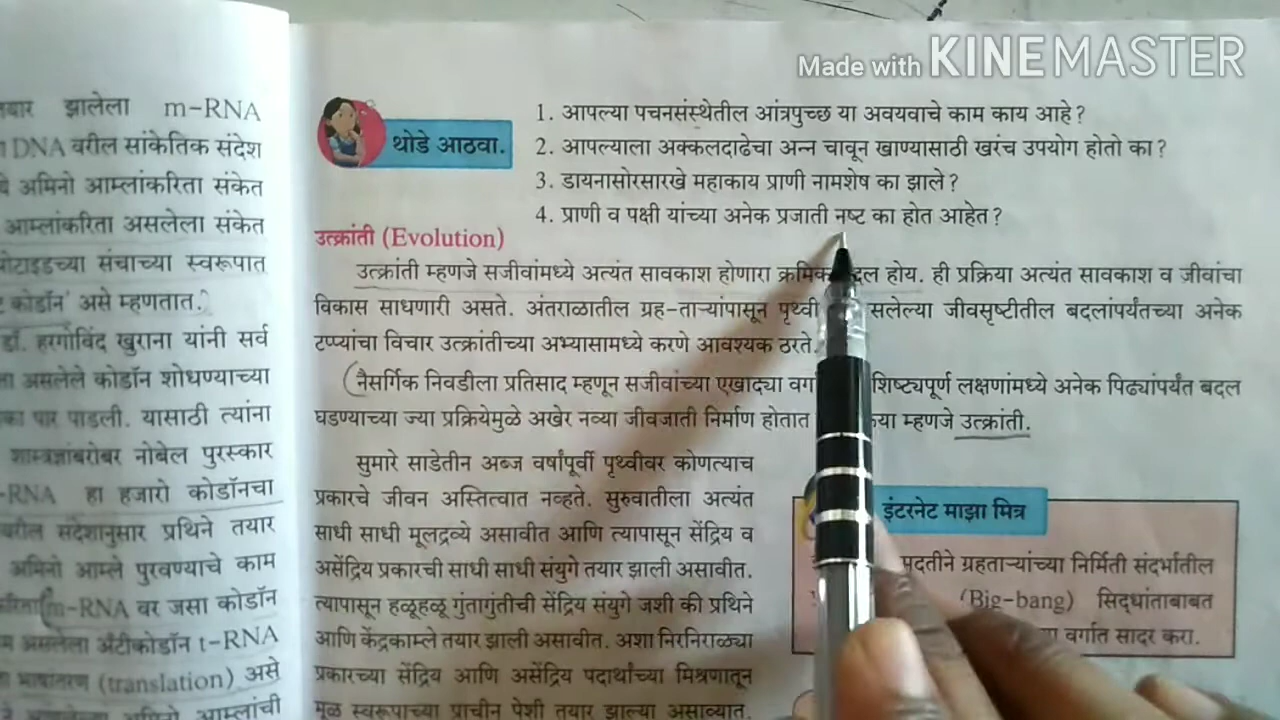 Made with KINEMASTER
थोडे आठवा.
1. आपल्या पचनसंस्थेतील आंत्रपुच्छ या अवयवाचे काम काय आहे ?
2. आपल्याला अक्कलदाढेचा अन्न चावून खाण्यासाठी खरंच उपयोग होतो का ?
3. डायनासोरसारखे महाकाय प्राणी नामशेष का झाले ?
4. प्राणी व पक्षी यांच्या अनेक प्रजाती नष्ट का होत आहेत ?
उत्क्रांती (Evolution)
उत्क्रांती म्हणजे सजीवांमध्ये अत्यंत सावकाश होणारा होय. ही प्रक्रिया अत्यंत सावकाश व जीवांचा
विकास साधणारी असते. अंतराळातील ग्रह-ताऱ्यांपासून पृथ्वी जीवसृष्टीतील बदलांपर्यंतच्या अनेक
टप्प्यांचा विचार उत्क्रांतीच्या अभ्यासामध्ये करणे आवश्यक ठरते.
(नैसर्गिक निवडीला प्रतिसाद म्हणून सजीवांच्या एखाद्या लक्षणांमध्ये अनेक पिढ्यांपर्यंत बदल
घडण्याच्या ज्या प्रक्रियेमुळे अखेर नव्या जीवजाती निर्माण होतात म्हणजे उत्क्रांती.
सुमारे साडेतीन अब्ज वर्षांपूर्वी पृथ्वीवर कोणत्याच
प्रकारचे जीवन अस्तित्वात नव्हते. सुरुवातीला अत्यंत
साधी साधी मूलद्रव्ये असावीत आणि त्यापासून सेंद्रिय व
असेंद्रिय प्रकारची साधी साधी संयुगे तयार झाली असावीत.
त्यापासून हळूहळू गुंतागुंतीची सेंद्रिय संयुगे जशी की प्रथिने
आणि केंद्रकाम्ले तयार झाली असावीत. अशा निरनिराळ्या
प्रकारच्या सेंद्रिय आणि असेंद्रिय पदार्थांच्या मिश्रणातून
मूळ स्वरूपाच्या प्राचीन पेशी तयार झाल्या असाव्यात.
इंटरनेट माझा मित्र
मदतीने ग्रहताऱ्यांच्या निर्मिती संदर्भातील
(Big-bang) सिद्धांताबाबत
वर्गात सादर करा.
झालेला m-RNA
DNA वरील सांकेतिक संदेश
अमिनो आम्लांकरिता संकेत
आम्लांकरिता असलेला संकेत
संचाच्या स्वरूपात
कोडॉन' असे म्हणतात.
डॉ. हरगोविंद खुराना यांनी सर्व
असलेले कोडॉन शोधण्याच्या
पार पाडली. यासाठी त्यांना
शास्त्रज्ञांबरोबर नोबेल पुरस्कार
-RNA हा हजारो कोडॉनचा
वरील संदेशानुसार प्रथिने तयार
अमिनो आम्ले पुरवण्याचे काम
m-RNA वर जसा कोडॉन
असलेला अँटीकोडॉन t-RNA
भाषांतरण (translation) असे
अमिनो आम्लांची